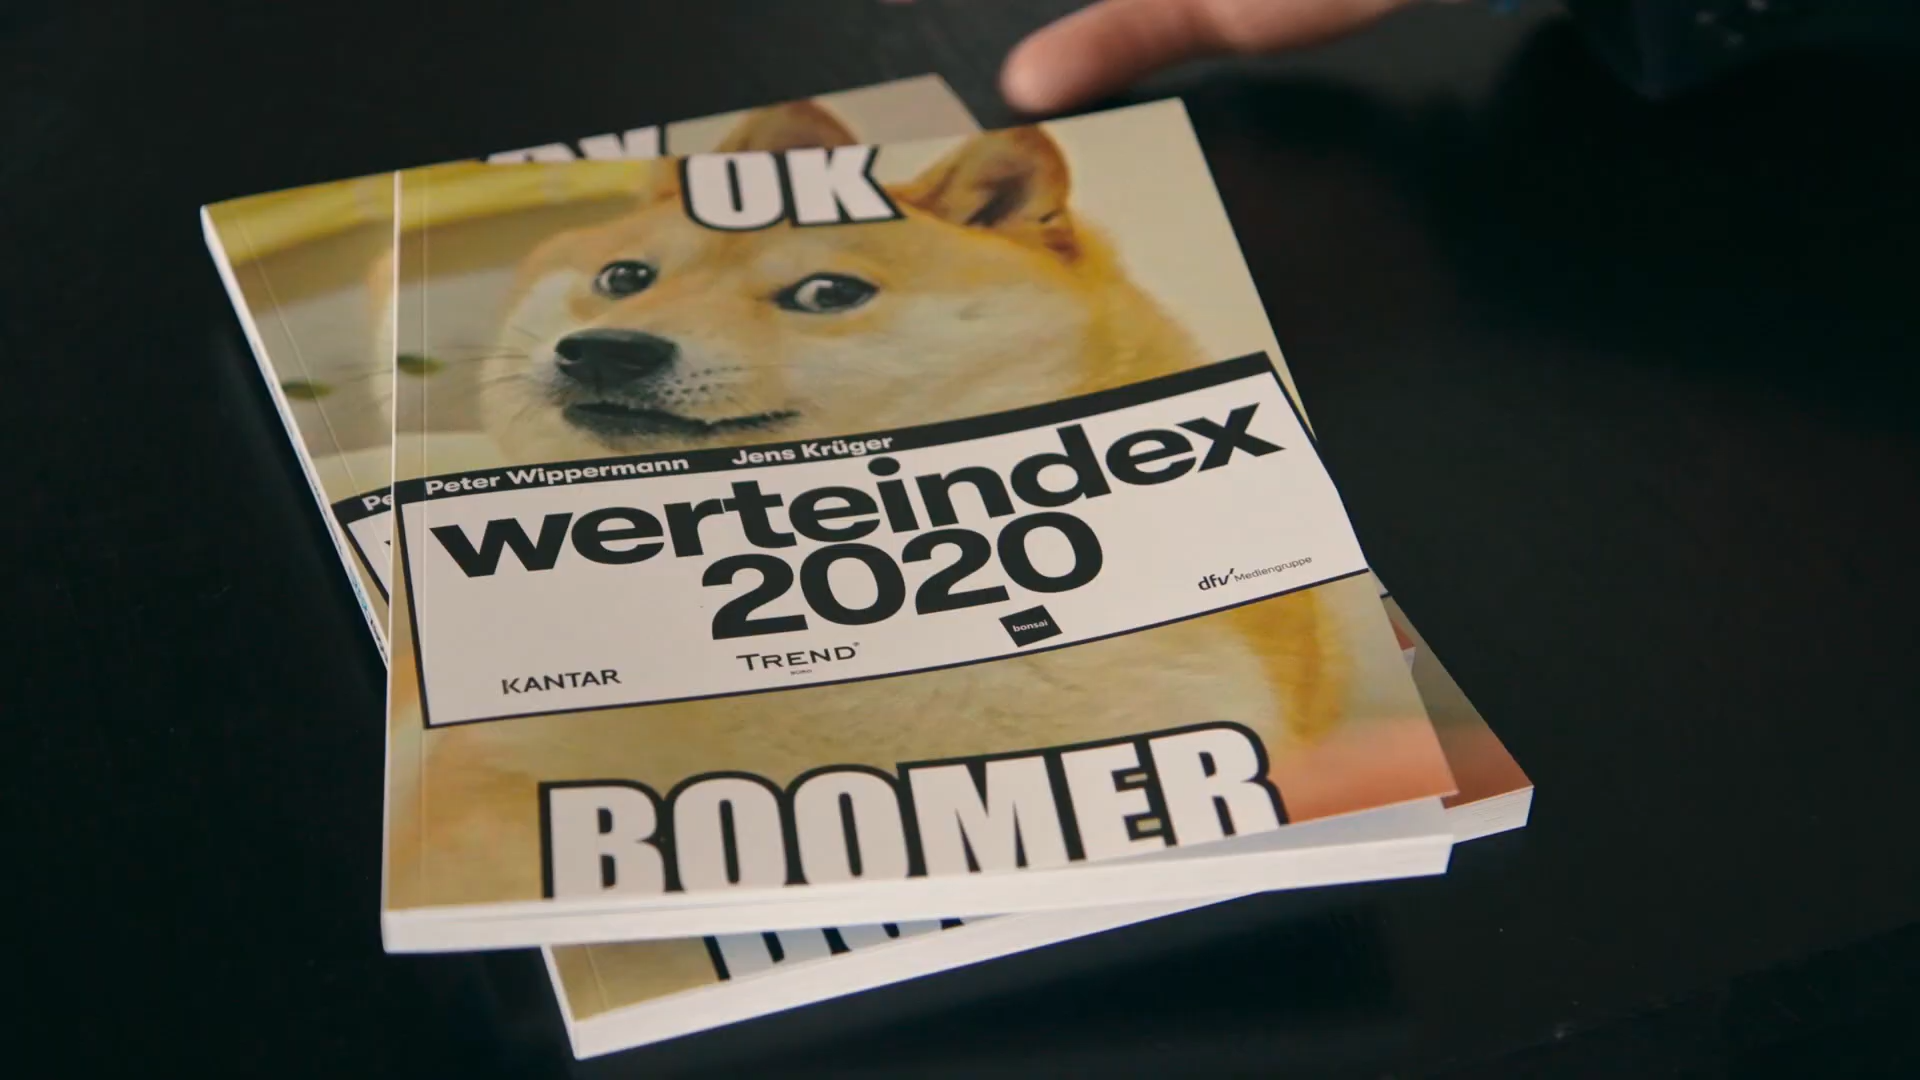 OK
Peter Wippermann Jens Krüger
werteindex
2020
dfv Mediengruppe
bonsai
TREND
KANTAR
BOOMER